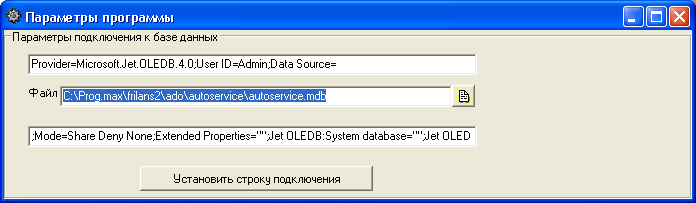 Параметры программы
Параметры подключения к базе данных
Provider=Microsoft.Jet.OLEDB.4.0;User ID=Admin;Data Source=
Файл C:\Prog.max\frilans2\ado\autoservice\autoservice.mdb
;Mode=Share Deny None;Extended Properties="";Jet OLEDB:System database="";Jet OLED
Установить строку подключения